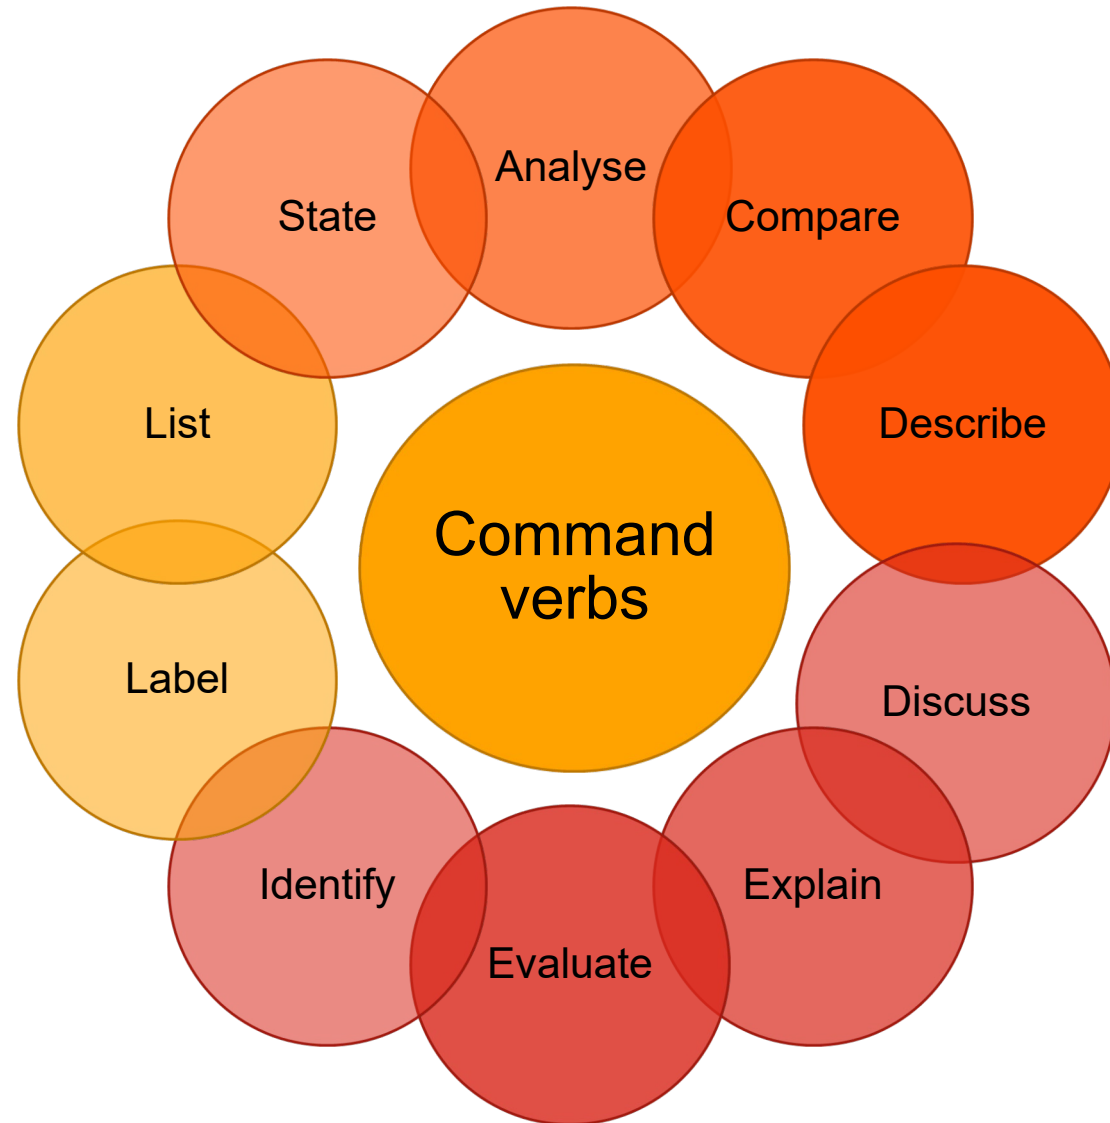 Analyse
State
Compare
List
Describe
Command
verbs
Label
Discuss
Identify
Explain
Evaluate